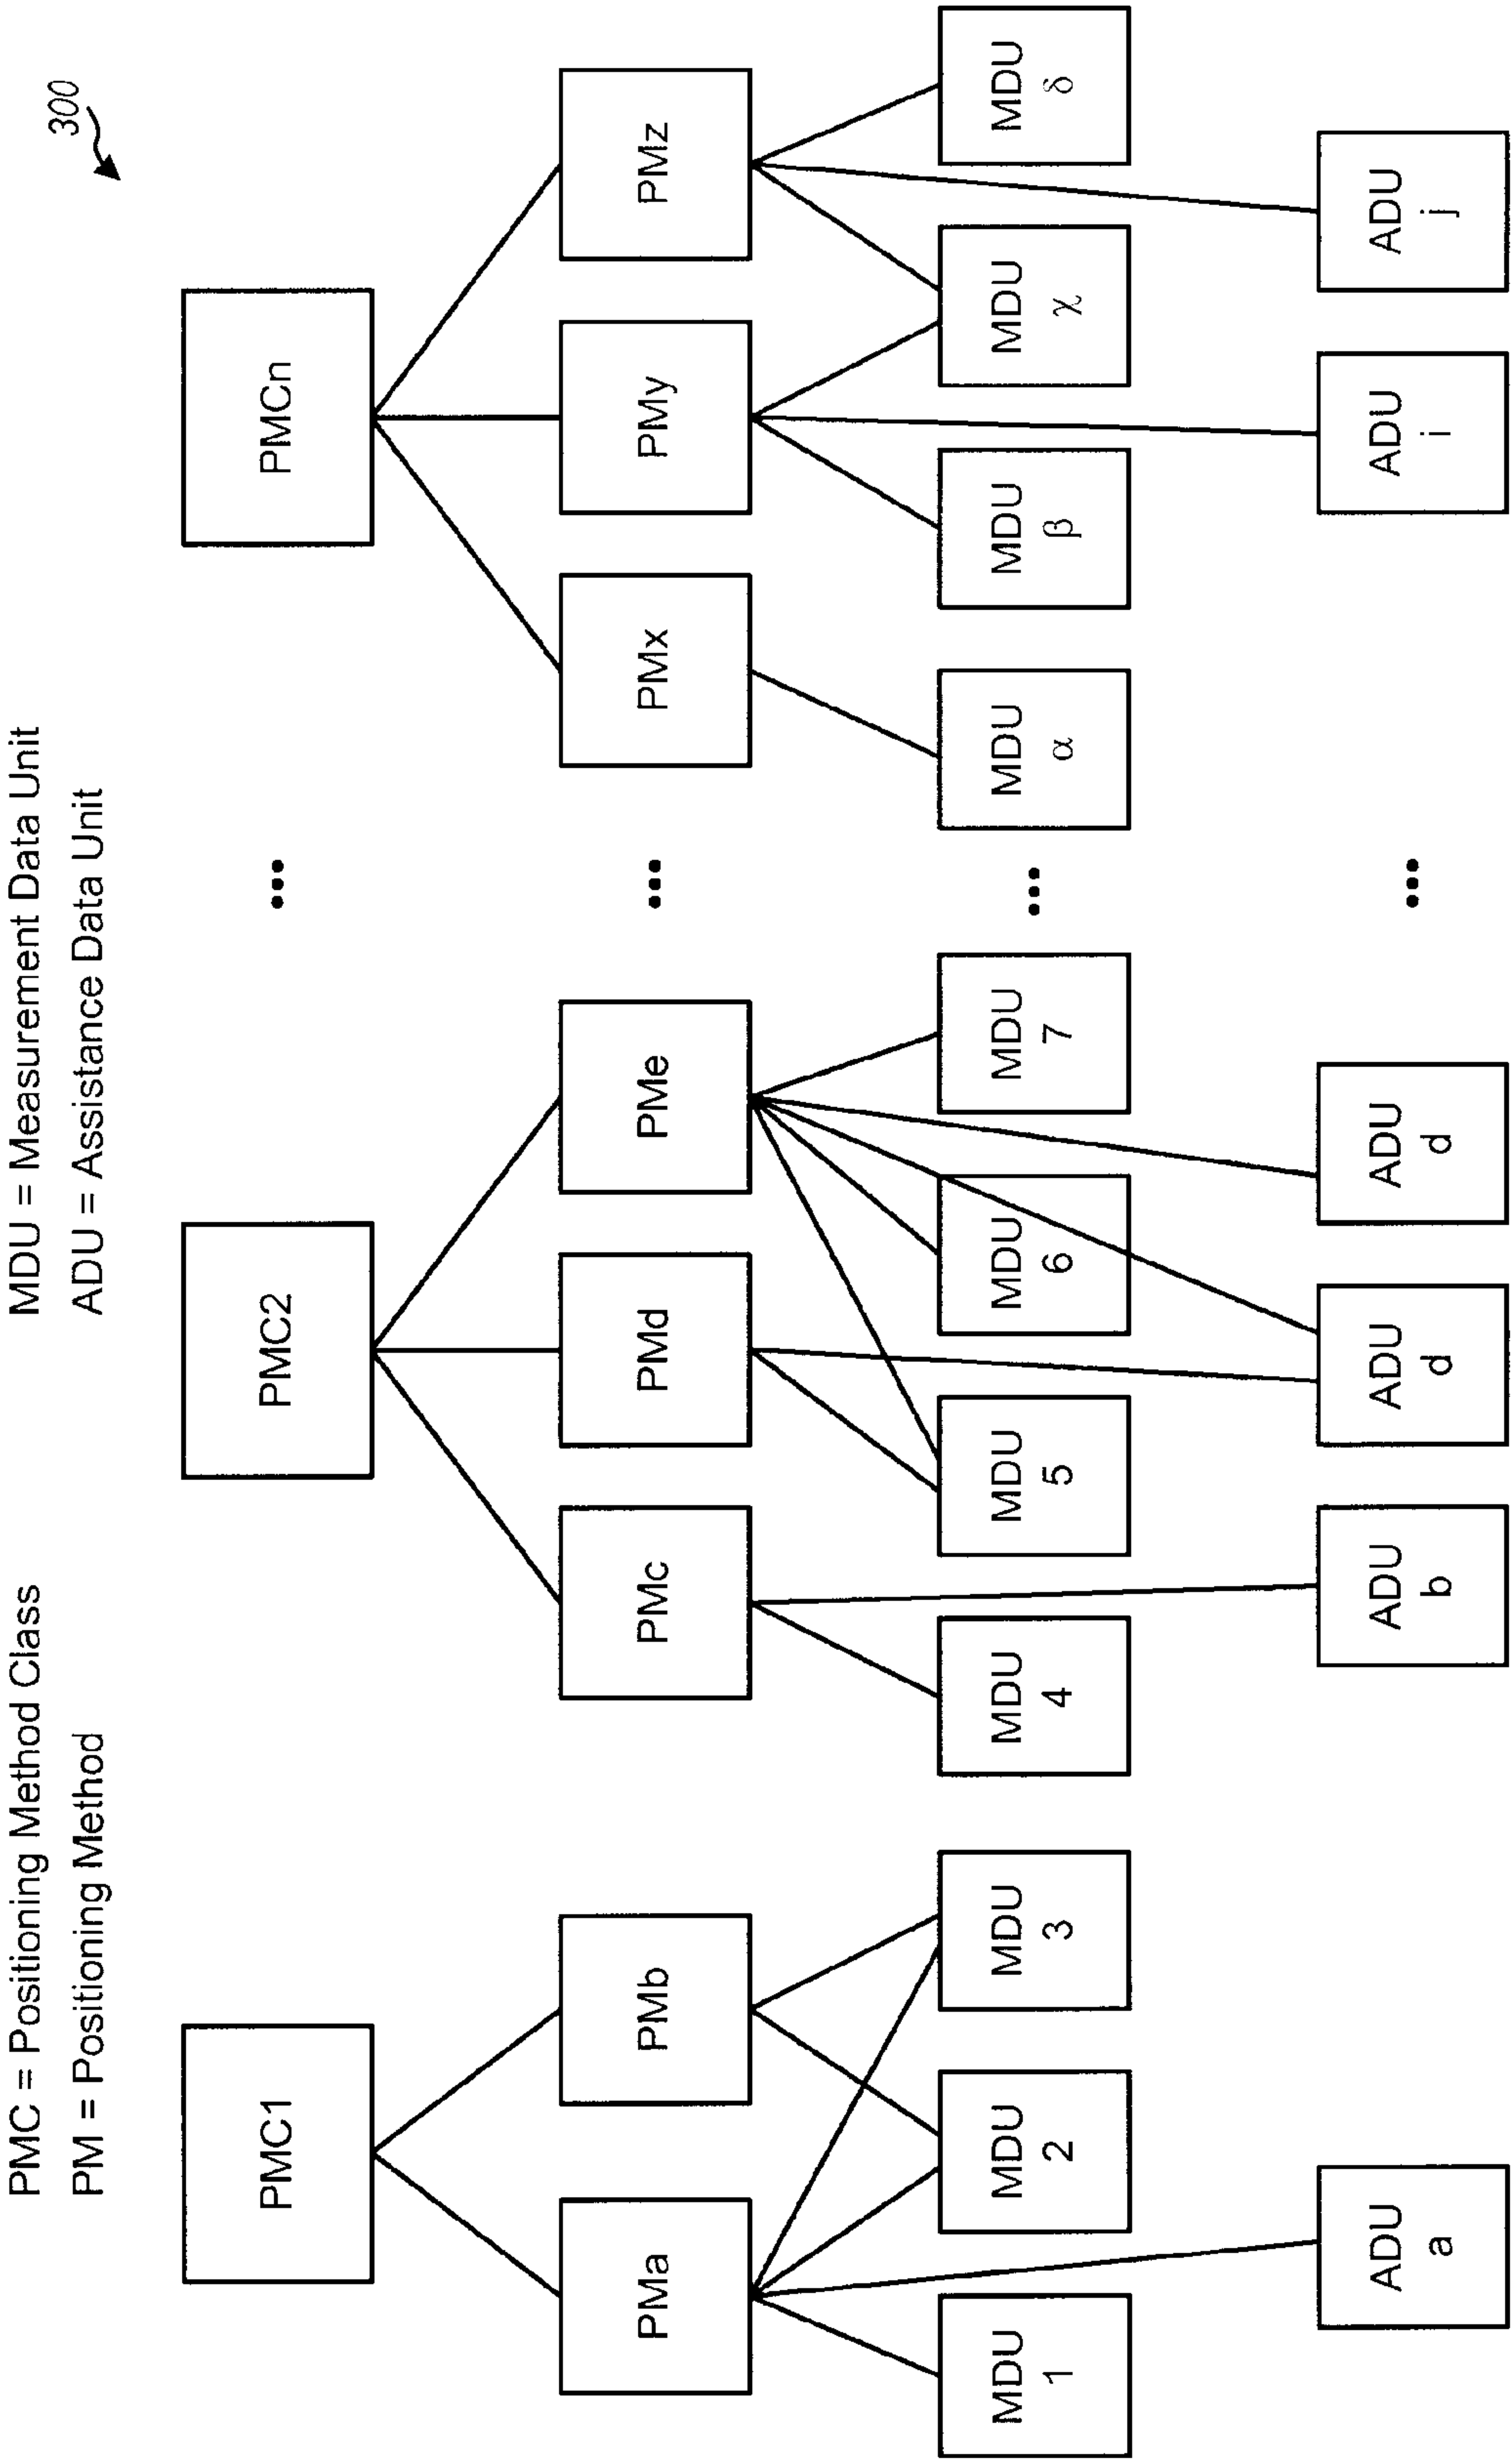 PMC = Positioning Method Class
MDU = Measurement Data Unit
PM = Positioning Method
ADU = Assistance Data Unit
300
PMC1
PMC2
...
PMCn
PMa
PMb
PMc
PMd
PMe
...
PMx
PMy
PMz
MDU
1
MDU
2
MDU
3
MDU
4
MDU
5
MDU
6
MDU
7
...
MDU
α
MDU
β
MDU
χ
MDU
δ
ADU
a
ADU
b
ADU
d
ADU
d
...
ADU
i
ADU
j